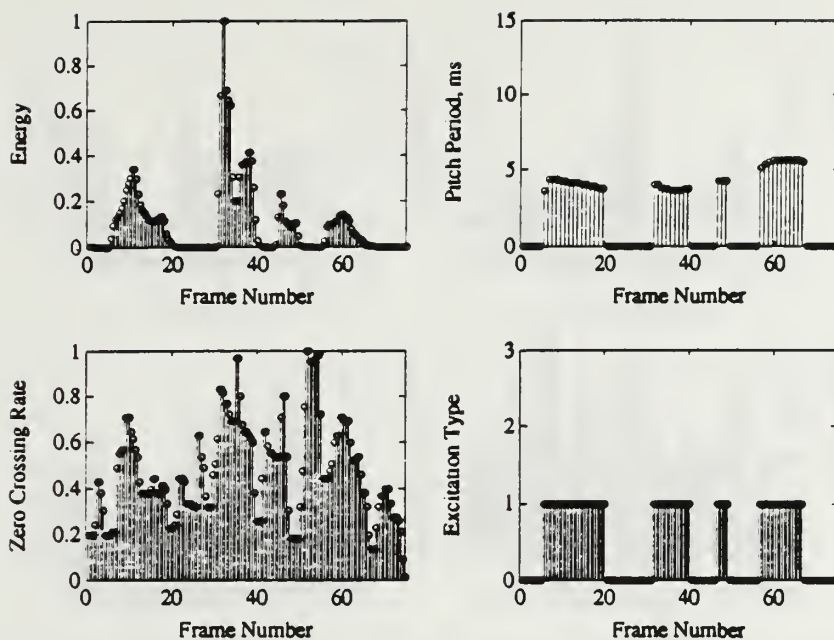 1
0.8
0.6
0.4
0.2
0
0 20 40 60
Energy
Frame Number
15
10
5
0
0 20 40 60
Pitch Period, ms
Frame Number
1
0.8
0.6
0.4
0.2
0
0 20 40 60
Zero Crossing Rate
Frame Number
3
2
1
0
0 20 40 60
Excitation Type
Frame Number